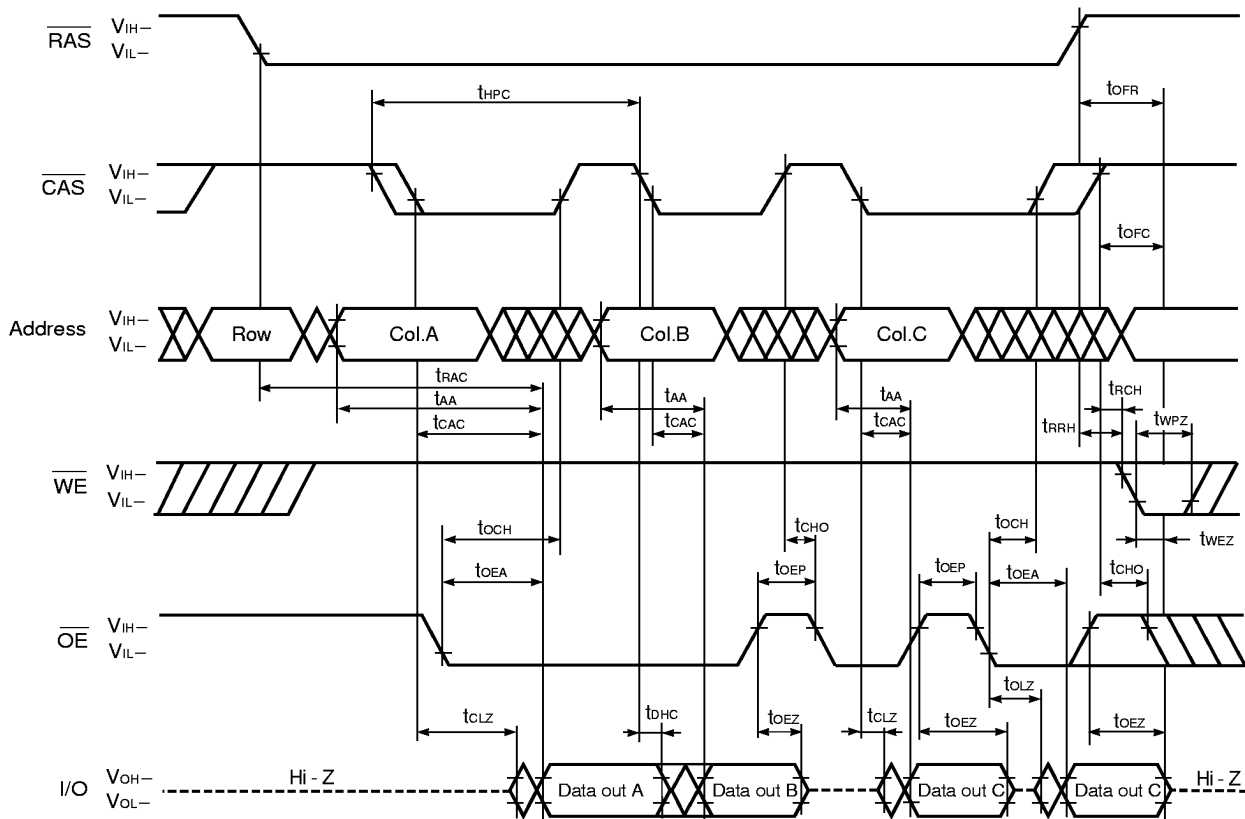 RAS VIH–
VIL–
tHPC
tOFR
CAS VIH–
VIL–
tOFC
Address VIH–
VIL–
Row Col.A Col.B Col.C
tRAC
tAA tAA tAA
tCAC tCAC tCAC
tRCH
tRRH tWPZ
WE VIH–
VIL–
tOCH tCHO tOCH tWEZ
tOEA tOEP tOEP tOEA tCHO
OE VIH–
VIL–
tCLZ tDHC tOEZ tCLZ tOEZ tOLZ tOEZ
I/O VOH–
VOL–
Hi - Z Data out A Data out B Data out C Data out C Hi - Z